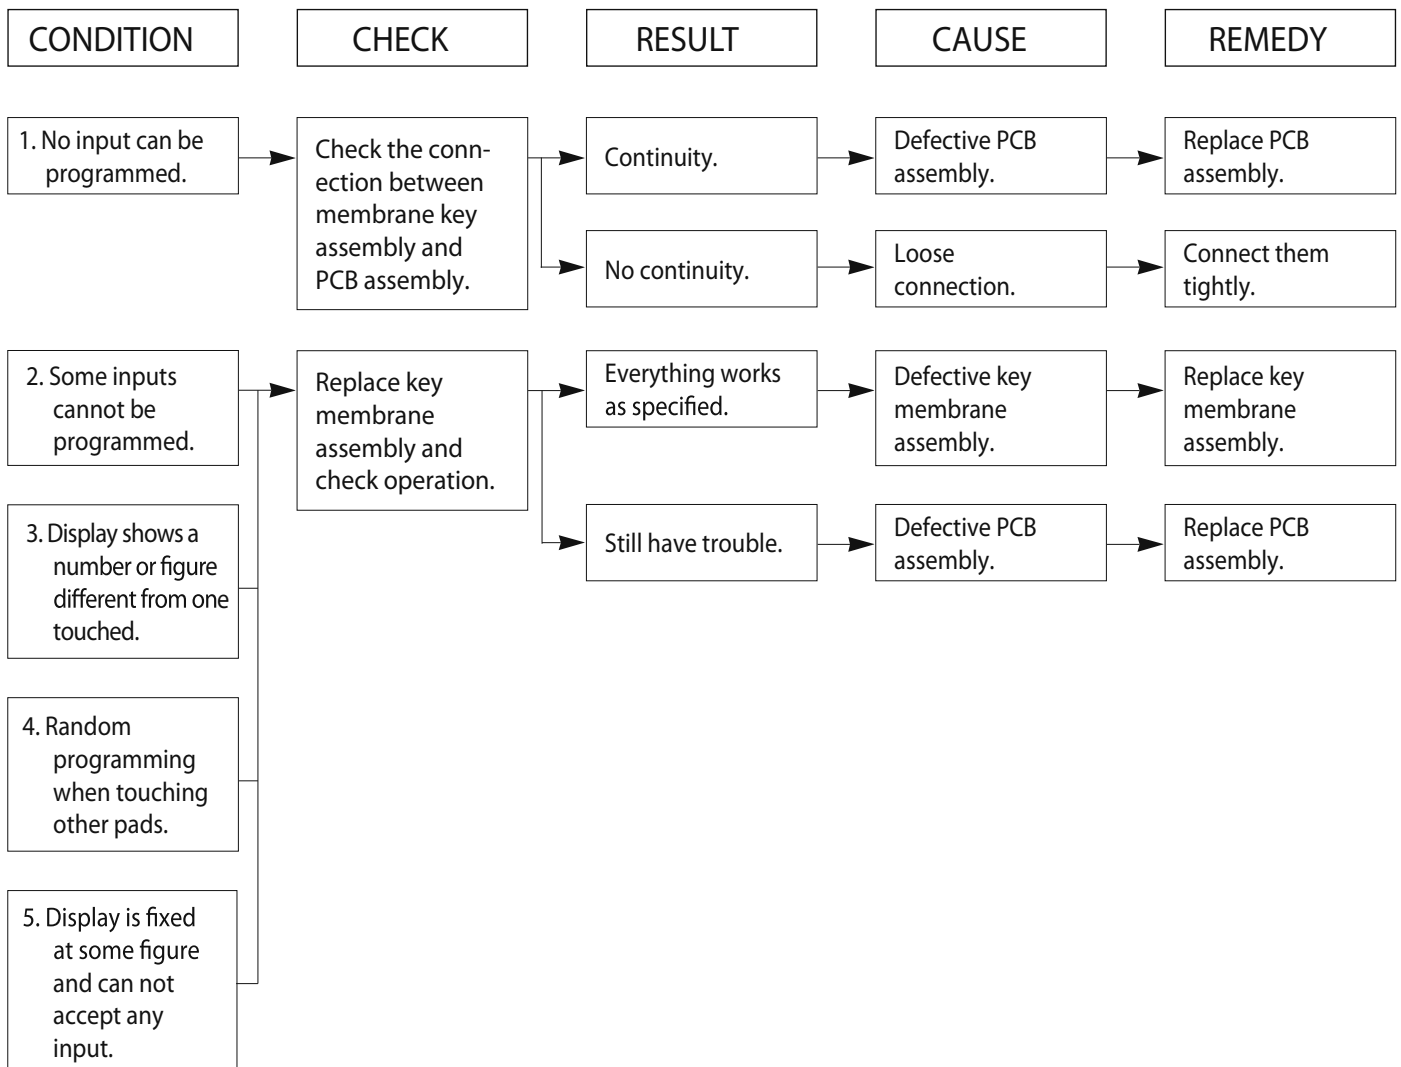 CONDITION
CHECK
RESULT
CAUSE
REMEDY
1. No input can be
programmed.
Check the conn-
ection between
membrane key
assembly and
PCB assembly.
Continuity.
Defective PCB
assembly.
Replace PCB
assembly.
No continuity.
Loose
connection.
Connect them
tightly.
2. Some inputs
cannot be
programmed.
Replace key
membrane
assembly and
check operation.
Everything works
as specified.
Defective key
membrane
assembly.
Replace key
membrane
assembly.
Still have trouble.
Defective PCB
assembly.
Replace PCB
assembly.
3. Display shows a
number or figure
different from one
touched.
4. Random
programming
when touching
other pads.
5. Display is fixed
at some figure
and can not
accept any
input.